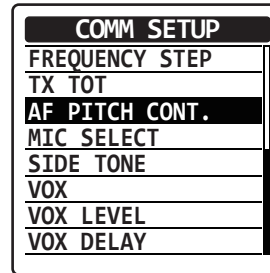 COMM SETUP
FREQUENCY STEP
TX TOT
AF PITCH CONT.
MIC SELECT
SIDE TONE
VOX
VOX LEVEL
VOX DELAY